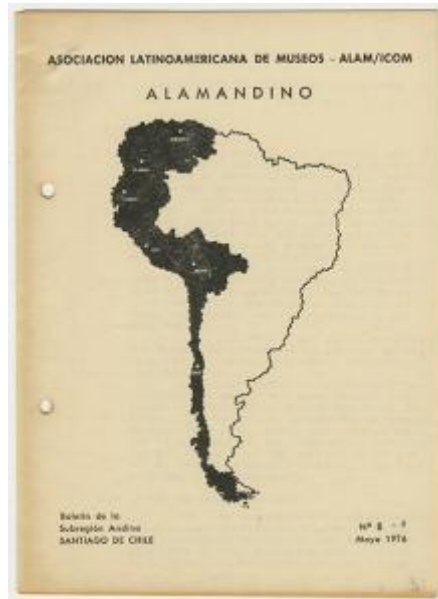 ASOCIACION LATINOAMERICANA DE MUSEOS - ALAM/ICOM
ALAMANDINO
Boletín de la
Subregión Andina
SANTIAGO DE CHILE
Nº 8
Mayo 1976